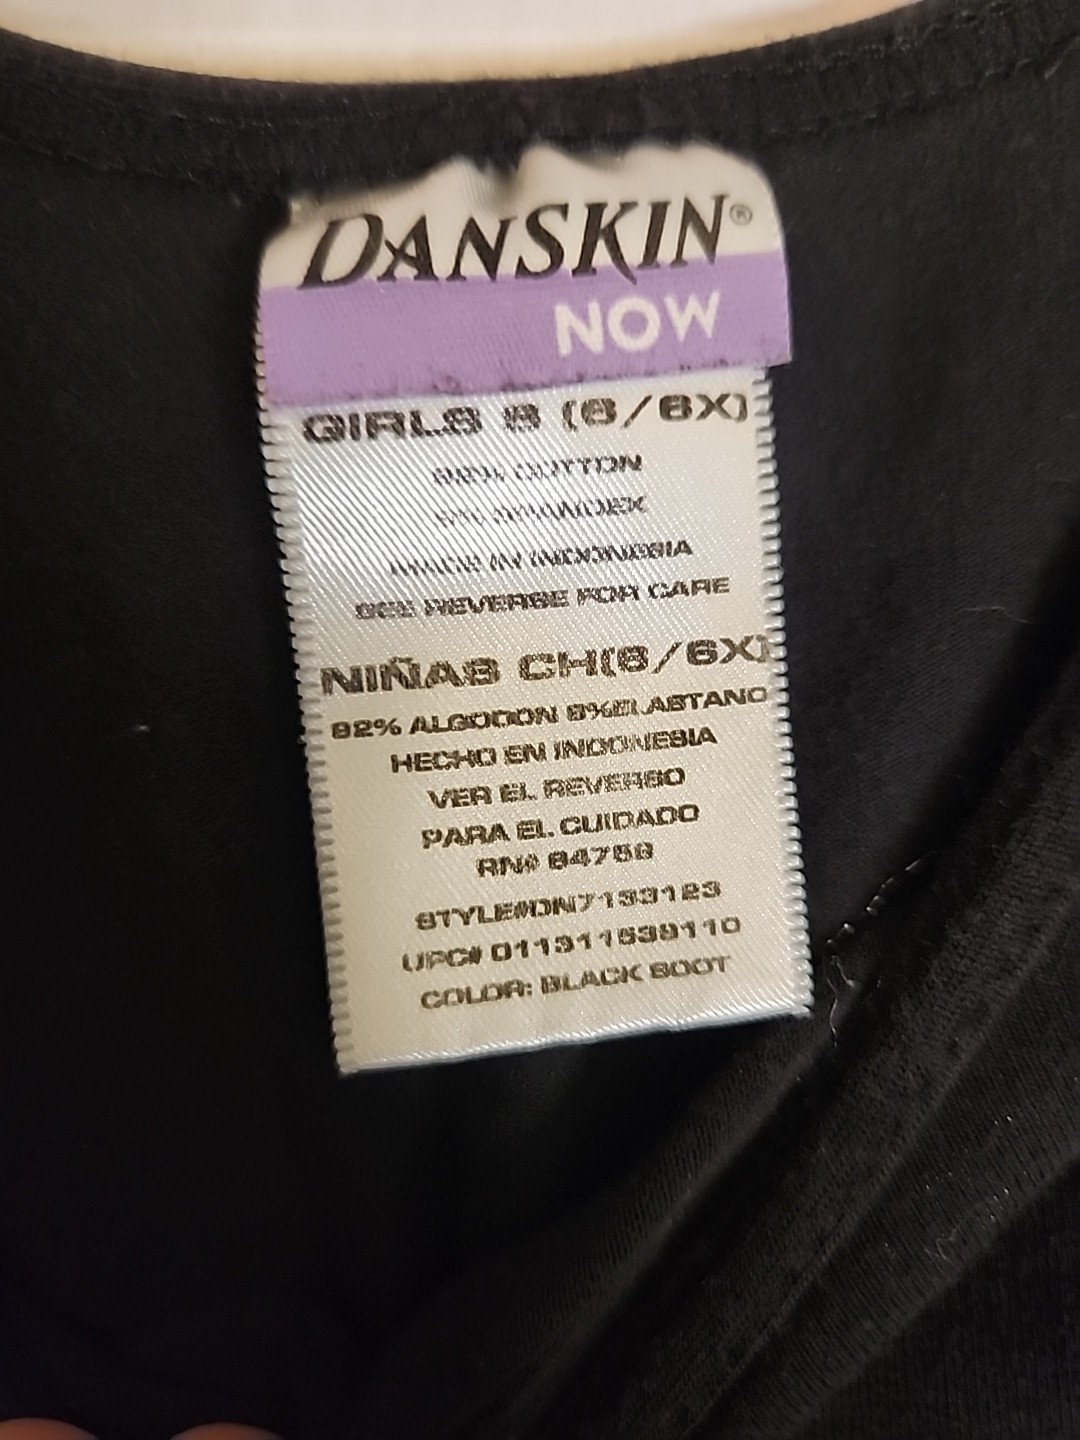 DANSKIN®
NOW
GIRLS S (6/6X)
92% COTTON
8% SPANDEX
MADE IN INDONESIA
SEE REVERSE FOR CARE
NIÑAS CH(6/6X)
92% ALGODON 8%ELASTANO
HECHO EN INDONESIA
VER EL REVERSO
PARA EL CUIDADO
RN# 84756
STYLE#DN7133123
UPC# 011311539110
COLOR: BLACK SOOT